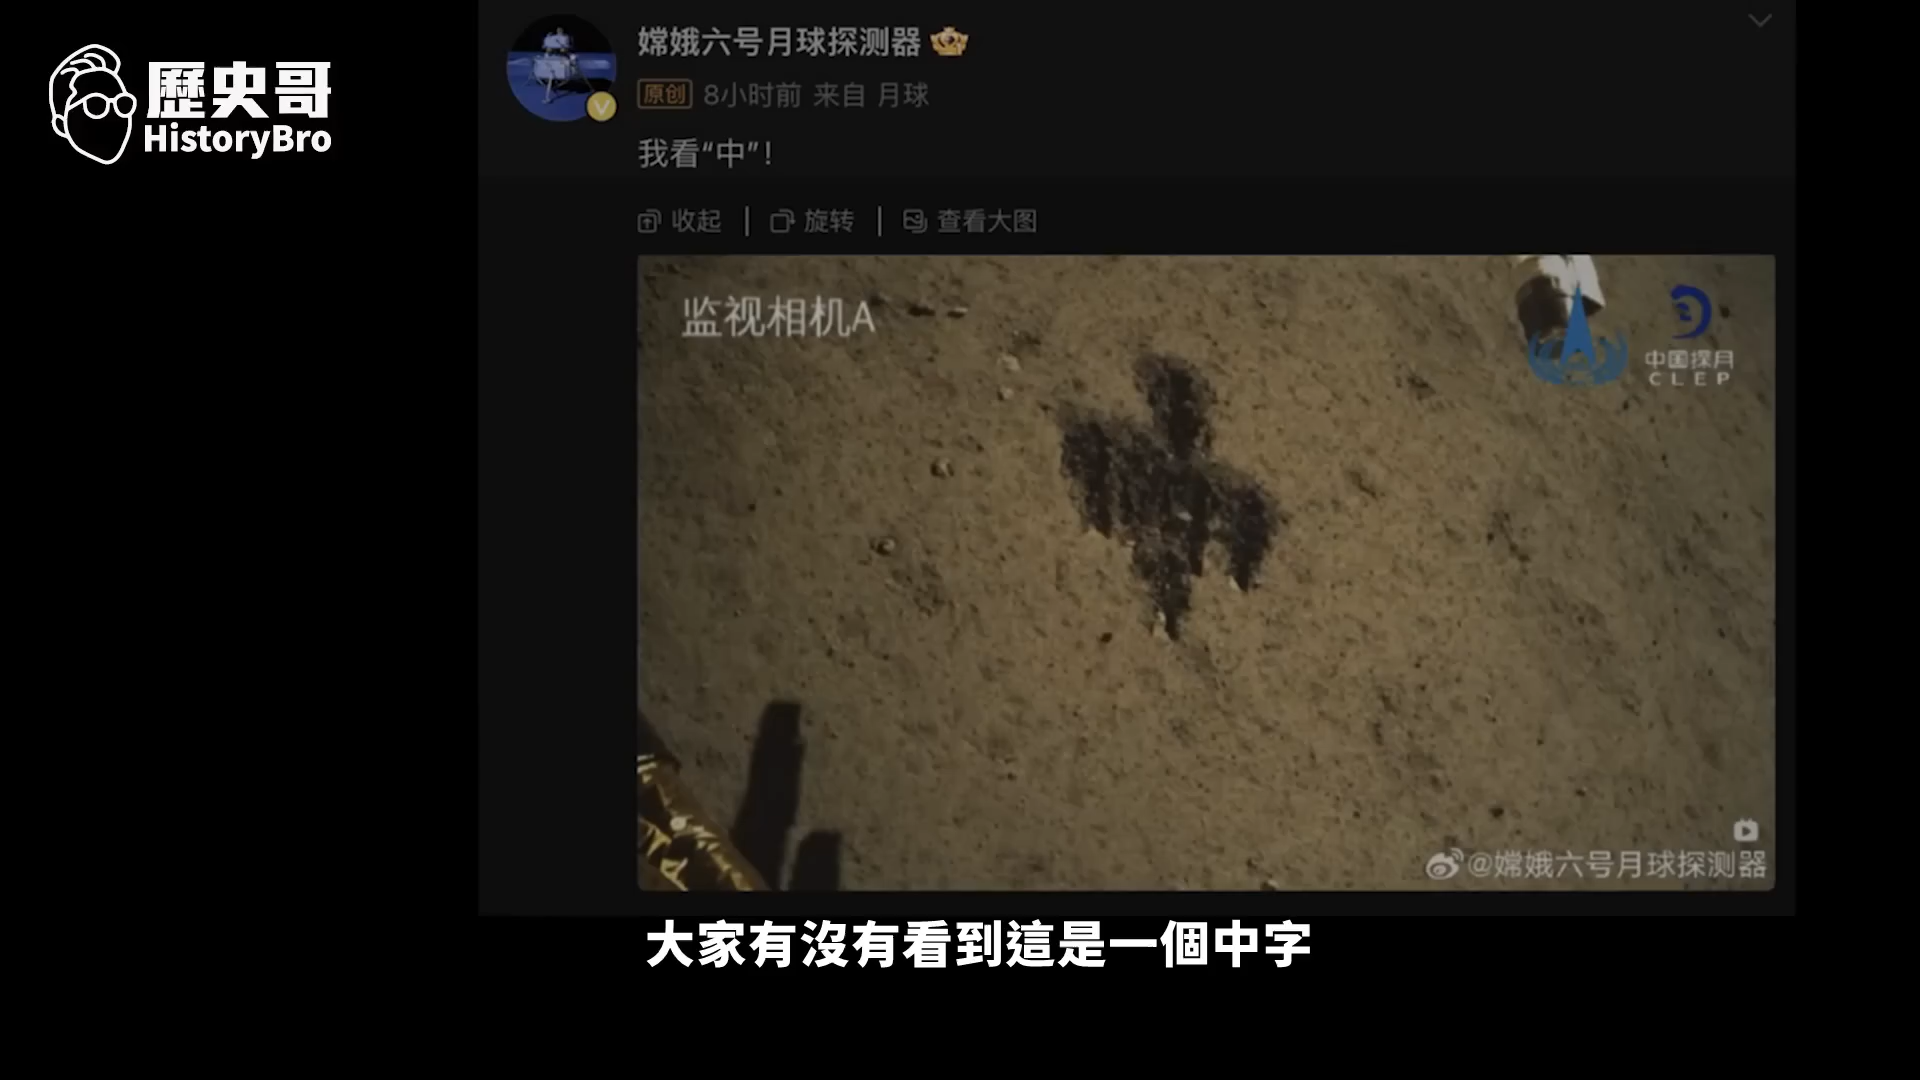 歷史哥
HistoryBro
嫦娥六号月球探测器
原创 8小时前 来自 月球
我看“中”!
收起 | 旋转 | 查看大图
监视相机A
中国探月
CLEP
@嫦娥六号月球探测器
大家有沒有看到這是一個中字